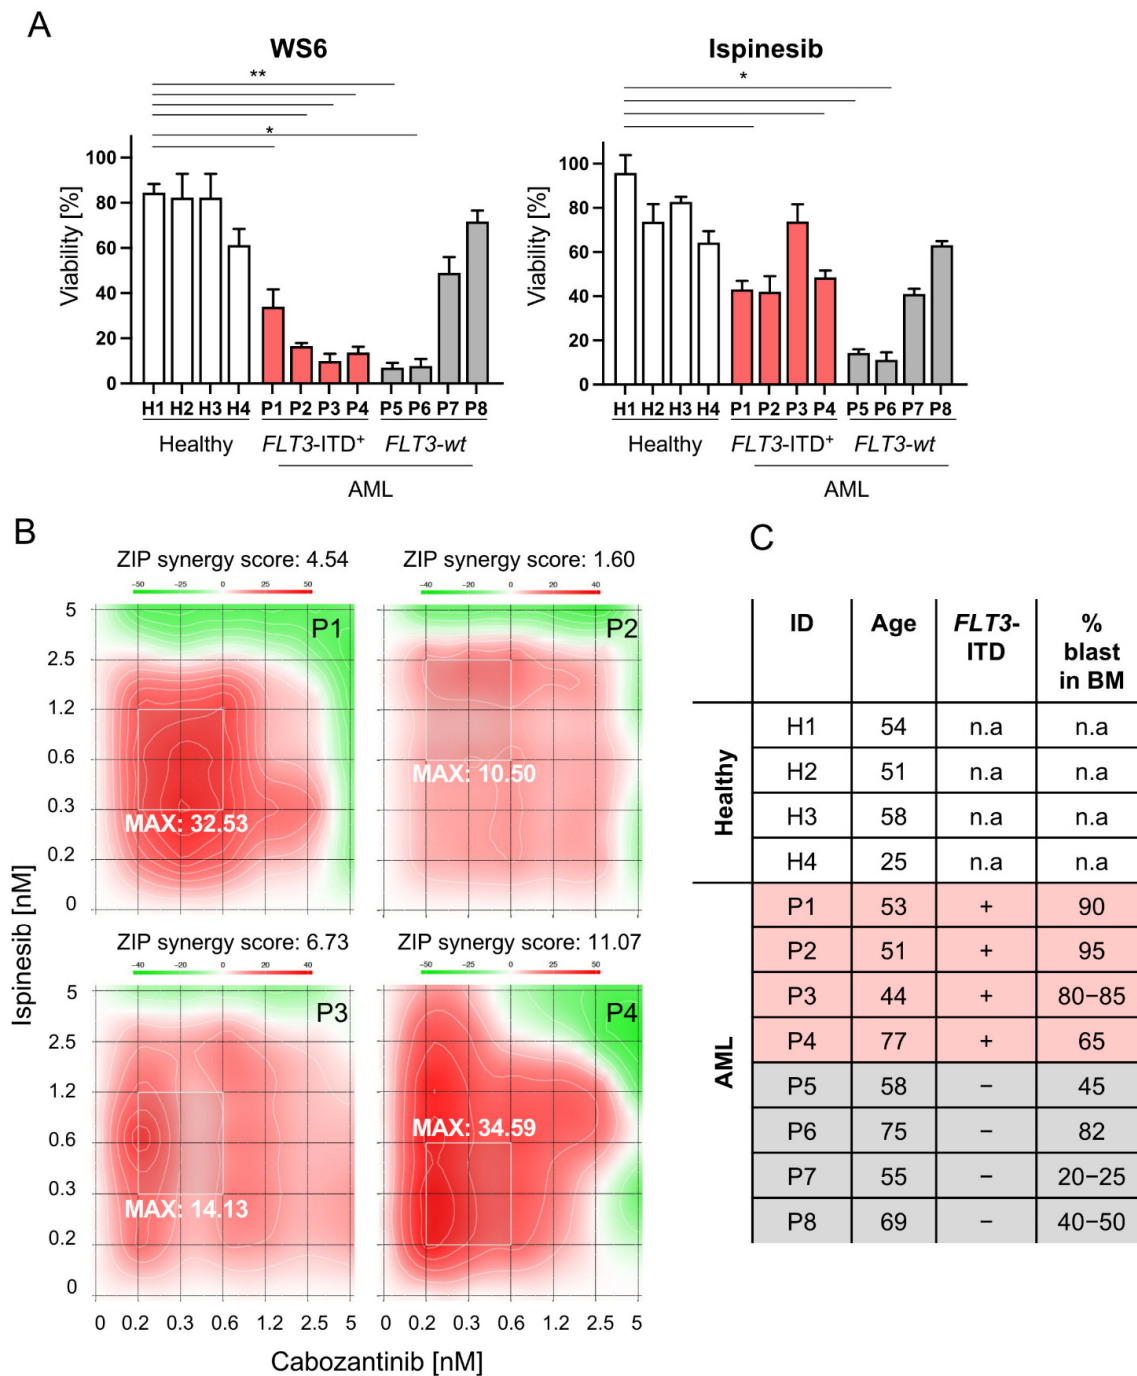 A
WS6
**
*
Viability [%]
100
80
60
40
20
0
H1 H2 H3 H4 P1 P2 P3 P4 P5 P6 P7 P8
Healthy FLT3-ITD+ FLT3-wt
AML
Ispinesib
*
Viability [%]
100
80
60
40
20
0
H1 H2 H3 H4 P1 P2 P3 P4 P5 P6 P7 P8
Healthy FLT3-ITD+ FLT3-wt
AML
B
Ispinesib [nM]
ZIP synergy score: 4.54
−50 −25 0 25 50
P1
MAX: 32.53
5
2.5
1.2
0.6
0.3
0.2
0
ZIP synergy score: 1.60
−40 −20 0 20 40
P2
MAX: 10.50
ZIP synergy score: 6.73
−40 −20 0 20 40
P3
MAX: 14.13
5
2.5
1.2
0.6
0.3
0.2
0
ZIP synergy score: 11.07
−50 −25 0 25 50
P4
MAX: 34.59
0 0.2 0.3 0.6 1.2 2.5 5
0 0.2 0.3 0.6 1.2 2.5 5
Cabozantinib [nM]
C
ID Age FLT3-ITD % blast in BM
Healthy
H1 54 n.a n.a
H2 51 n.a n.a
H3 58 n.a n.a
H4 25 n.a n.a
AML
P1 53 + 90
P2 51 + 95
P3 44 + 80−85
P4 77 + 65
P5 58 − 45
P6 75 − 82
P7 55 − 20−25
P8 69 − 40−50